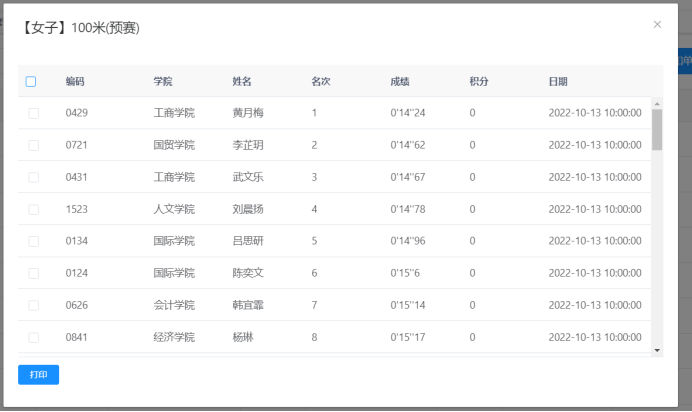 【女子】100米(预赛)
编码 学院 姓名 名次 成绩 积分 日期
0429 工商学院 黄月梅 1 0'14''24 0 2022-10-13 10:00:00
0721 国贸学院 李芷玥 2 0'14''62 0 2022-10-13 10:00:00
0431 工商学院 武文乐 3 0'14''67 0 2022-10-13 10:00:00
1523 人文学院 刘晨扬 4 0'14''78 0 2022-10-13 10:00:00
0134 国际学院 吕思研 5 0'14''96 0 2022-10-13 10:00:00
0124 国际学院 陈奕文 6 0'15''6 0 2022-10-13 10:00:00
0626 会计学院 韩宜霏 7 0'15''14 0 2022-10-13 10:00:00
0841 经济学院 杨琳 8 0'15''17 0 2022-10-13 10:00:00
打印